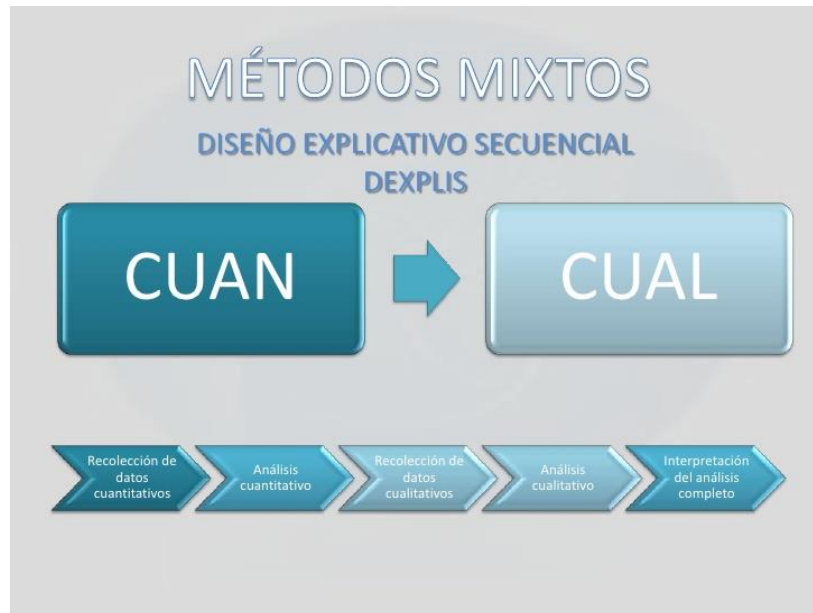 MÉTODOS MIXTOS
DISEÑO EXPLICATIVO SECUENCIAL
DEXPLIS
CUAN
CUAL
Recolección de
datos
cuantitativos
Análisis
cuantitativo
Recolección de
datos
cualitativos
Análisis
cualitativo
Interpretación
del análisis
completo